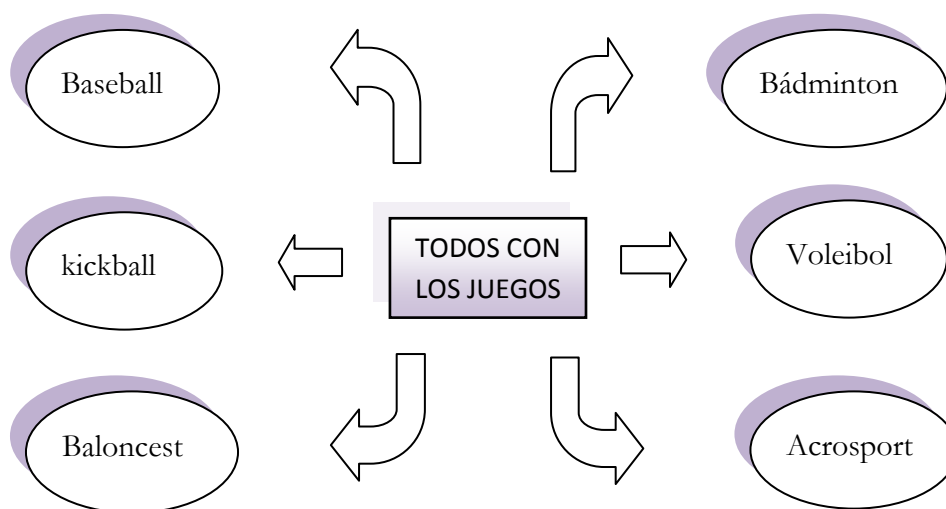 Baseball
Bádminton
TODOS CON
LOS JUEGOS
kickball
Voleibol
Baloncest
Acrosport